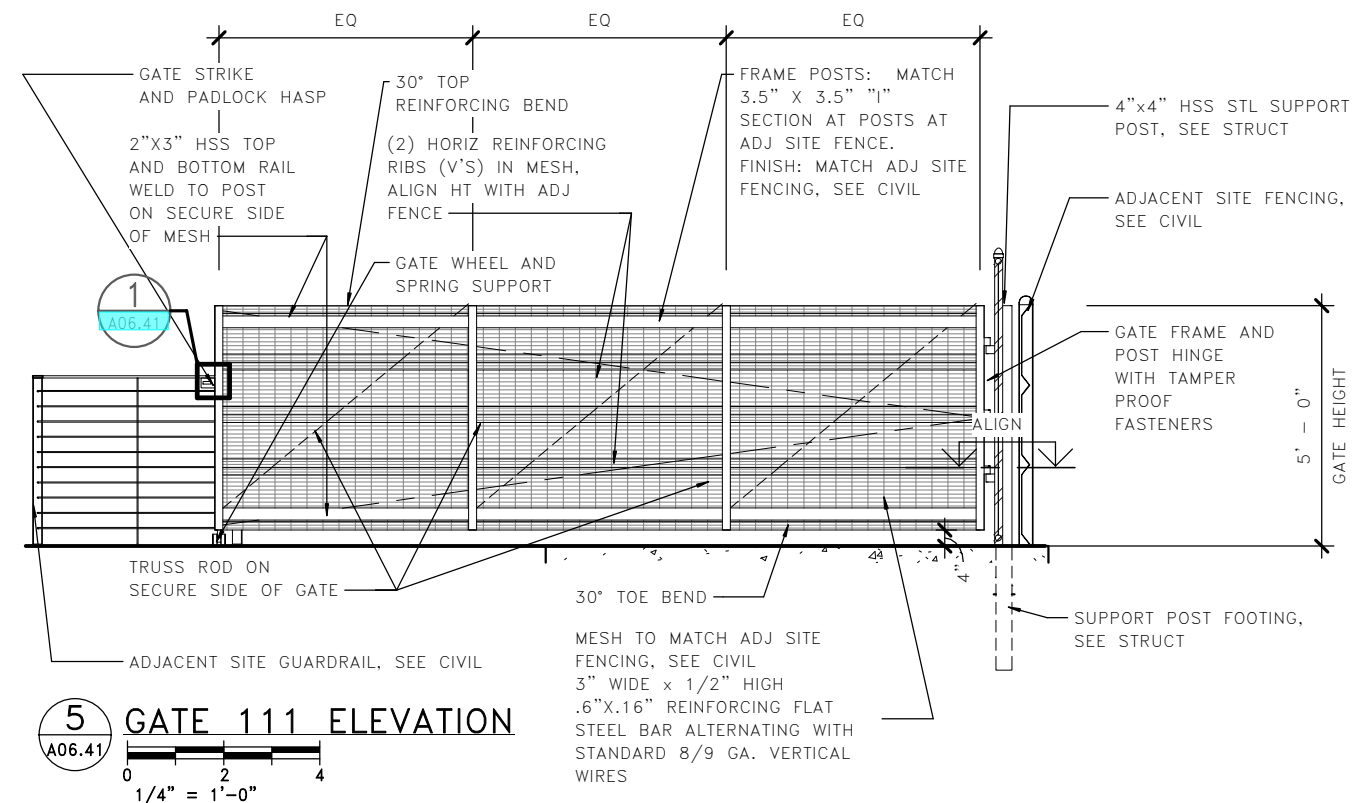 EQ
EQ
EQ
GATE STRIKE
AND PADLOCK HASP
2"X3" HSS TOP
AND BOTTOM RAIL
WELD TO POST
ON SECURE SIDE
OF MESH
30° TOP
REINFORCING BEND
(2) HORIZ REINFORCING
RIBS (V'S) IN MESH,
ALIGN HT WITH ADJ
FENCE
GATE WHEEL AND
SPRING SUPPORT
FRAME POSTS: MATCH
3.5" X 3.5" "I"
SECTION AT POSTS AT
ADJ SITE FENCE.
FINISH: MATCH ADJ SITE
FENCING, SEE CIVIL
4"x4" HSS STL SUPPORT
POST, SEE STRUCT
ADJACENT SITE FENCING,
SEE CIVIL
1
A06.41
GATE FRAME AND
POST HINGE
WITH TAMPER
PROOF
FASTENERS
ALIGN
5' - 0"
GATE HEIGHT
4"
TRUSS ROD ON
SECURE SIDE OF GATE
30° TOE BEND
MESH TO MATCH ADJ SITE
FENCING, SEE CIVIL
3" WIDE x 1/2" HIGH
.6"X.16" REINFORCING FLAT
STEEL BAR ALTERNATING WITH
STANDARD 8/9 GA. VERTICAL
WIRES
SUPPORT POST FOOTING,
SEE STRUCT
ADJACENT SITE GUARDRAIL, SEE CIVIL
5
A06.41
GATE 111 ELEVATION
0 2 4
1/4" = 1'-0"